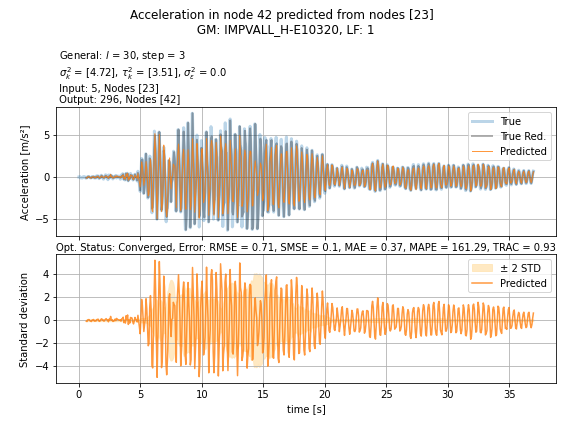 Acceleration in node 42 predicted from nodes [23]
GM: IMPVALL_H-E10320, LF: 1
General: l = 30, step = 3
σ²ₖ = [4.72], τ²ₖ = [3.51], σ²ε = 0.0
Input: 5, Nodes [23]
Output: 296, Nodes [42]
Acceleration [m/s²]
5
0
−5
True
True Red.
Predicted
Opt. Status: Converged, Error: RMSE = 0.71, SMSE = 0.1, MAE = 0.37, MAPE = 161.29, TRAC = 0.93
Standard deviation
4
2
0
−2
−4
± 2 STD
Predicted
0 5 10 15 20 25 30 35
time [s]